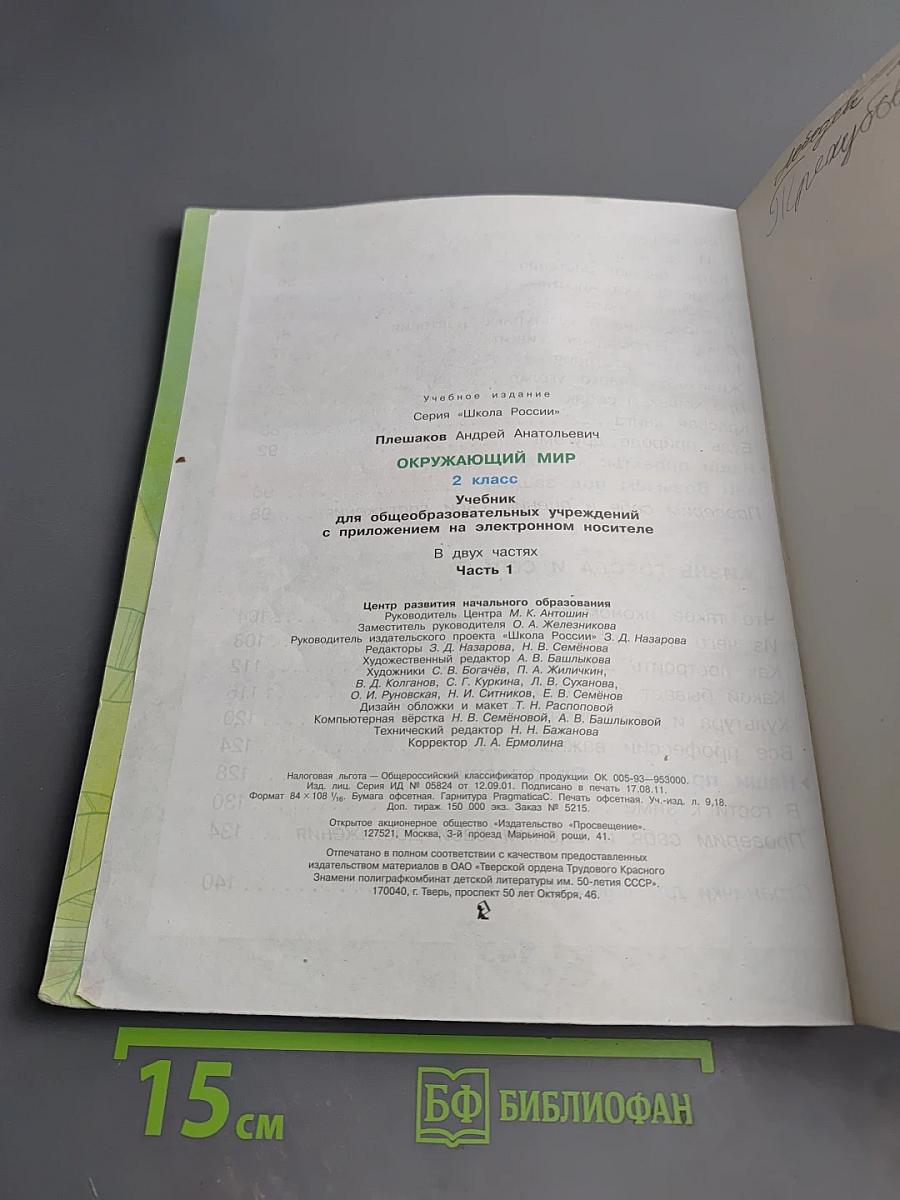 Учебное издание
Серия «Школа России»
Плешаков Андрей Анатольевич
ОКРУЖАЮЩИЙ МИР
2 класс
Учебник
для общеобразовательных учреждений
с приложением на электронном носителе
В двух частях
Часть 1
Центр развития начального образования
Руководитель Центра М. К. Антошин
Заместитель руководителя О. А. Железникова
Руководитель издательского проекта «Школа России» З. Д. Назарова
Редакторы З. Д. Назарова, Н. В. Семёнова
Художественный редактор А. В. Башлыкова
Художники С. В. Богачёв, П. А. Жиличкин,
В. Д. Колганов, С. Г. Куркина, Л. В. Суханова,
О. И. Руновская, Н. И. Ситников, Е. В. Семёнов
Дизайн обложки и макет Т. Н. Распоповой
Компьютерная вёрстка Н. В. Семёновой, А. В. Башлыковой
Технический редактор Н. Н. Бажанова
Корректор Л. А. Ермолина
Налоговая льгота — Общероссийский классификатор продукции ОК 005-93—953000.
Изд. лиц. Серия ИД № 05824 от 12.09.01. Подписано в печать 17.08.11.
Формат 84×108 1/16. Бумага офсетная. Гарнитура PragmaticaC. Печать офсетная. Уч.-изд. л. 9,18.
Доп. тираж 150 000 экз. Заказ № 5215.
Открытое акционерное общество «Издательство «Просвещение».
127521, Москва, 3-й проезд Марьиной рощи, 41.
Отпечатано в полном соответствии с качеством предоставленных
издательством материалов в ОАО «Тверской ордена Трудового Красного
Знамени полиграфкомбинат детской литературы им. 50-летия СССР».
170040, г. Тверь, проспект 50 лет Октября, 46.
15 см
БФ БИБЛИОФАН